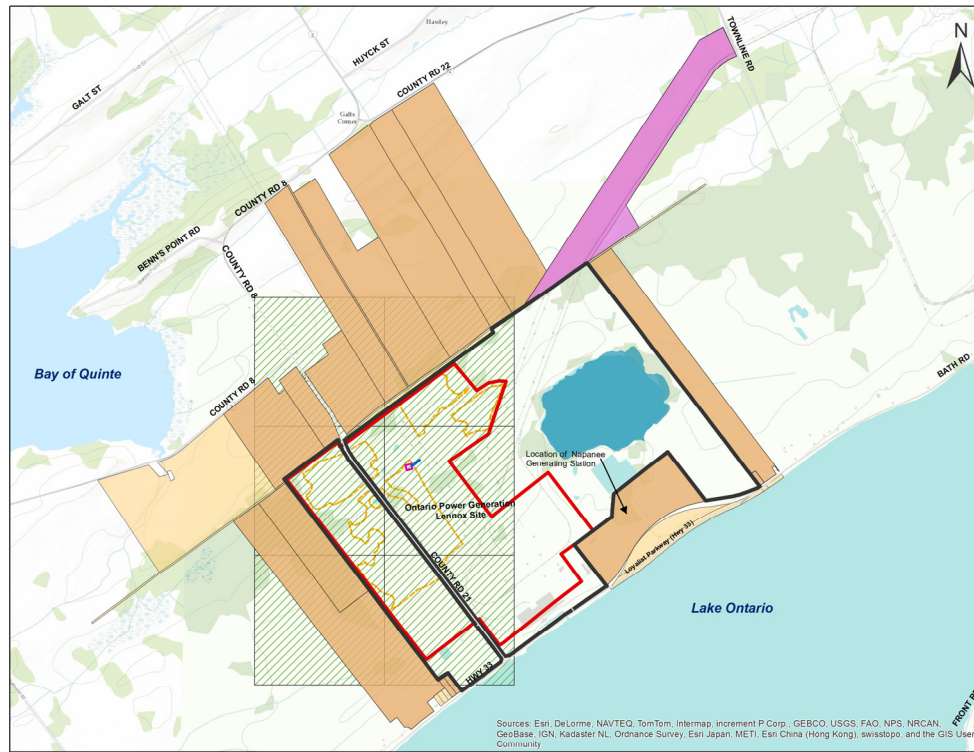 Hawley
HUYCK ST
TOWNLINE RD
N
COUNTY RD 22
GALT ST
Galts
Corner
COUNTY RD 8
BENN'S POINT RD
COUNTY RD 8
Bay of Quinte
BATH RD
COUNTY RD 8
Location of Napanee
Generating Station
Ontario Power Generation
Lennox Site
Loyalist Parkway (Hwy 33)
COUNTY RD 21
Lake Ontario
HWY 33
Sources: Esri, DeLorme, NAVTEQ, TomTom, Intermap, increment P Corp., GEBCO, USGS, FAO, NPS, NRCAN,
GeoBase, IGN, Kadaster NL, Ordnance Survey, Esri Japan, METI, Esri China (Hong Kong), swisstopo, and the GIS User
Community